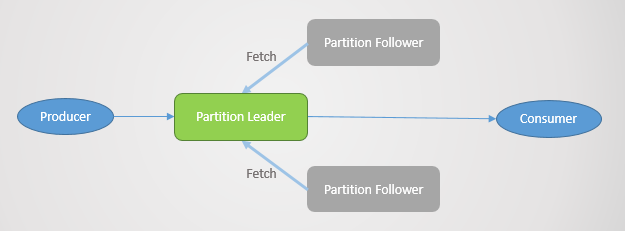 Partition Follower
Fetch
Producer
Partition Leader
Consumer
Fetch
Partition Follower